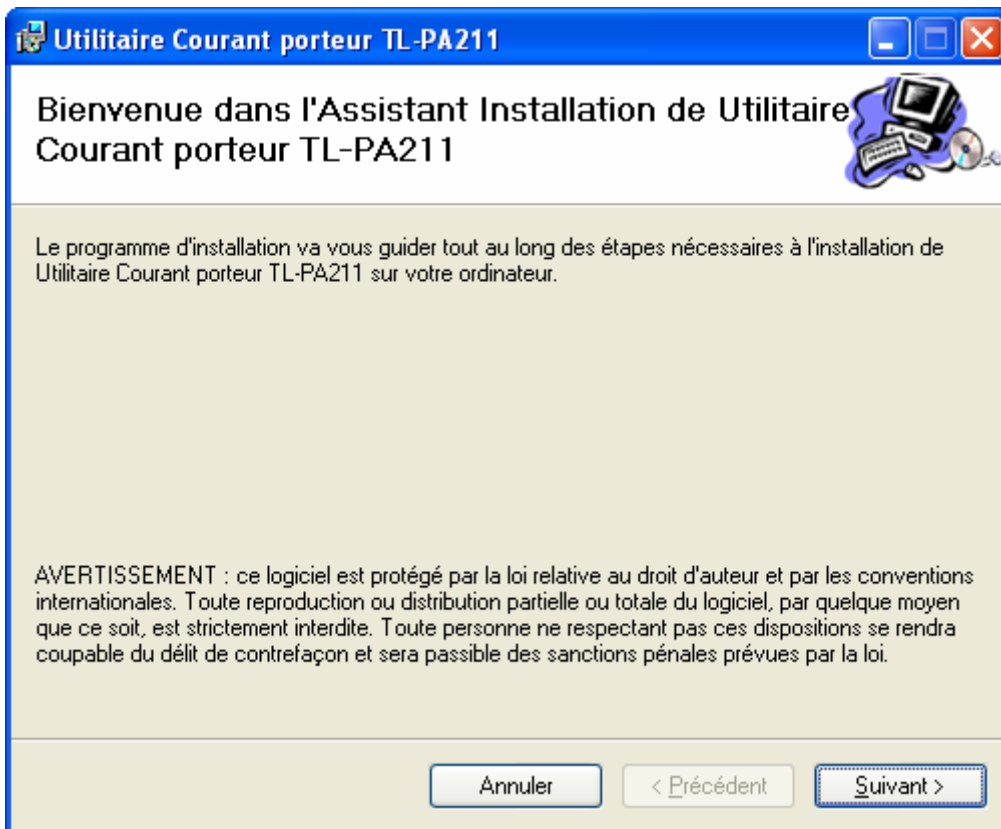 Utilitaire Courant porteur TL-PA211
Bienvenue dans l'Assistant Installation de Utilitaire
Courant porteur TL-PA211
Le programme d'installation va vous guider tout au long des étapes nécessaires à l'installation de
Utilitaire Courant porteur TL-PA211 sur votre ordinateur.
AVERTISSEMENT : ce logiciel est protégé par la loi relative au droit d'auteur et par les conventions
internationales. Toute reproduction ou distribution partielle ou totale du logiciel, par quelque moyen
que ce soit, est strictement interdite. Toute personne ne respectant pas ces dispositions se rendra
coupable du délit de contrefaçon et sera passible des sanctions pénales prévues par la loi.
Annuler < Précédent Suivant >